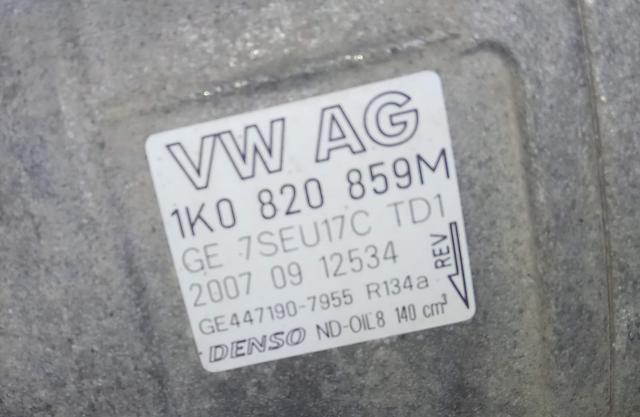 VW AG
1K0 820 859M
GE 7SEU17C TD1
2007 09 12534
GE447190-7955 R134a
DENSO ND-OIL8 140 cm³
REV